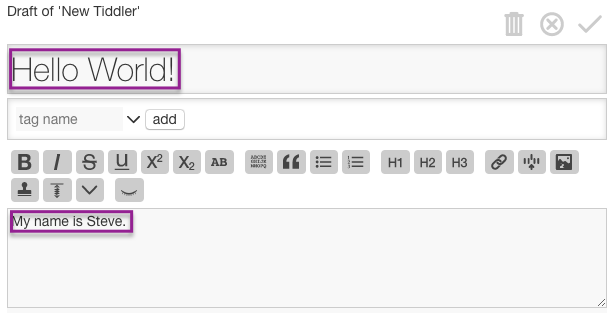 Draft of 'New Tiddler'
Hello World!
tag name add
B I S U X² X₂ AB H1 H2 H3
My name is Steve.